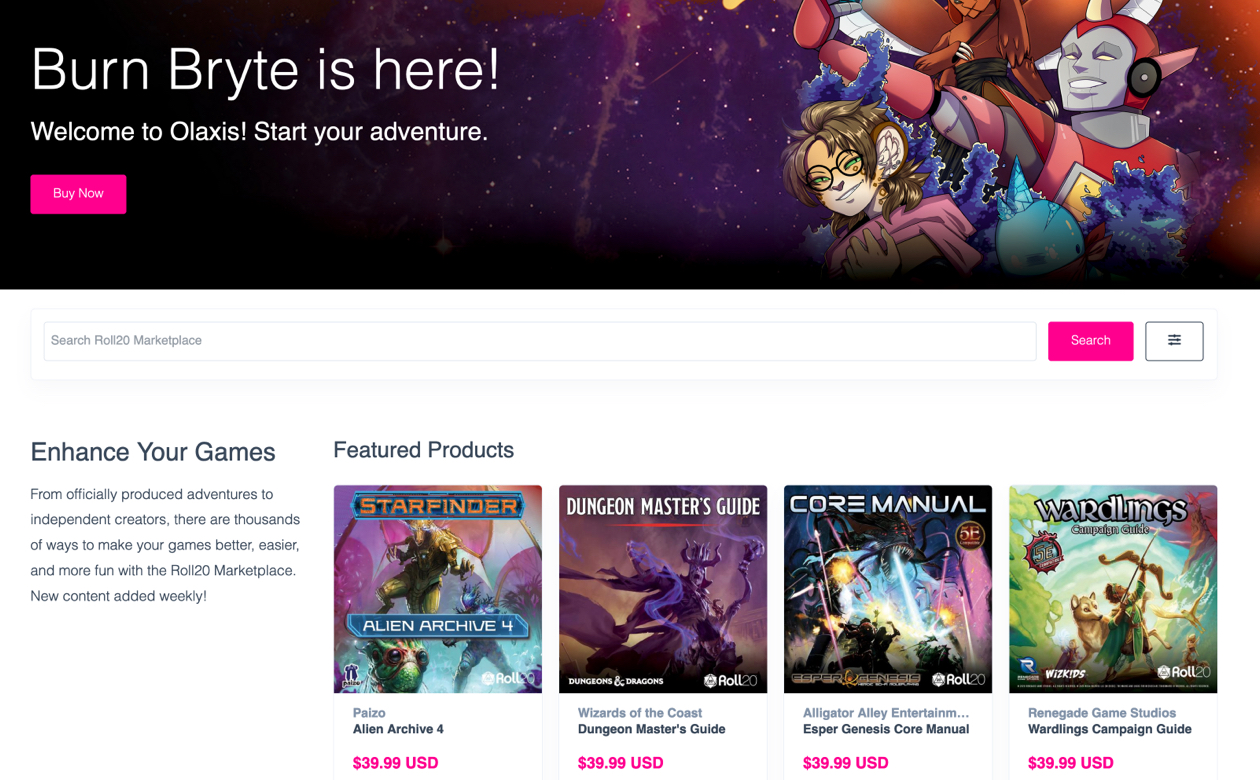 Burn Bryte is here!
Welcome to Olaxis! Start your adventure.
Buy Now
Search Roll20 Marketplace
Search
Enhance Your Games
From officially produced adventures to
independent creators, there are thousands
of ways to make your games better, easier,
and more fun with the Roll20 Marketplace.
New content added weekly!
Featured Products
STARFINDER
ALIEN ARCHIVE 4
paizo
Roll20
Paizo
Alien Archive 4
$39.99 USD
DUNGEON MASTER'S GUIDE
DUNGEONS & DRAGONS
Roll20
Wizards of the Coast
Dungeon Master's Guide
$39.99 USD
CORE MANUAL
5E
ESPER GENESIS
HEROIC SCI-FI ROLEPLAYING
Roll20
Alligator Alley Entertainm...
Esper Genesis Core Manual
$39.99 USD
WARDLINGS
Campaign Guide
5E
RENEGADE
WIZKIDS
Roll20
Renegade Game Studios
Wardlings Campaign Guide
$39.99 USD